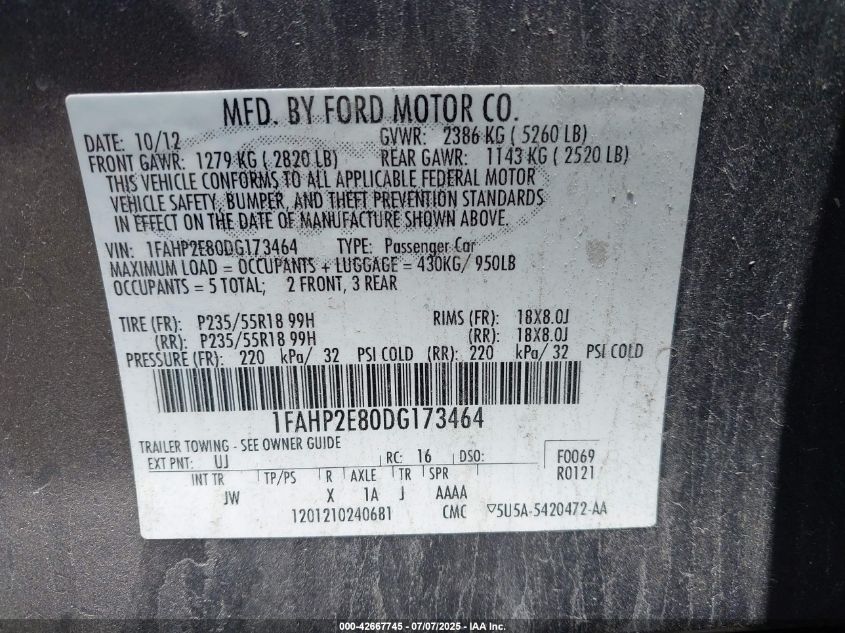 MFD. BY FORD MOTOR CO.
DATE: 10/12 GVWR: 2386 KG ( 5260 LB)
FRONT GAWR: 1279 KG ( 2820 LB) REAR GAWR: 1143 KG ( 2520 LB)
THIS VEHICLE CONFORMS TO ALL APPLICABLE FEDERAL MOTOR
VEHICLE SAFETY, BUMPER, AND THEFT PREVENTION STANDARDS
IN EFFECT ON THE DATE OF MANUFACTURE SHOWN ABOVE.
VIN: 1FAHP2E80DG173464 TYPE: Passenger Car
MAXIMUM LOAD = OCCUPANTS + LUGGAGE = 430KG/ 950LB
OCCUPANTS = 5 TOTAL; 2 FRONT, 3 REAR
TIRE (FR): P235/55R18 99H RIMS (FR): 18X8.0J
(RR): P235/55R18 99H (RR): 18X8.0J
PRESSURE (FR): 220 kPa/ 32 PSI COLD (RR): 220 kPa/ 32 PSI COLD
1FAHP2E80DG173464
TRAILER TOWING - SEE OWNER GUIDE
EXT PNT: UJ RC: 16 DSO: F0069
R0121
INT TR TP/PS R AXLE TR SPR
JW X 1A J AAAA
12012102406B1 CMC ▽5U5A-5420472-AA
000-42667745 - 07/07/2025 - IAA Inc.